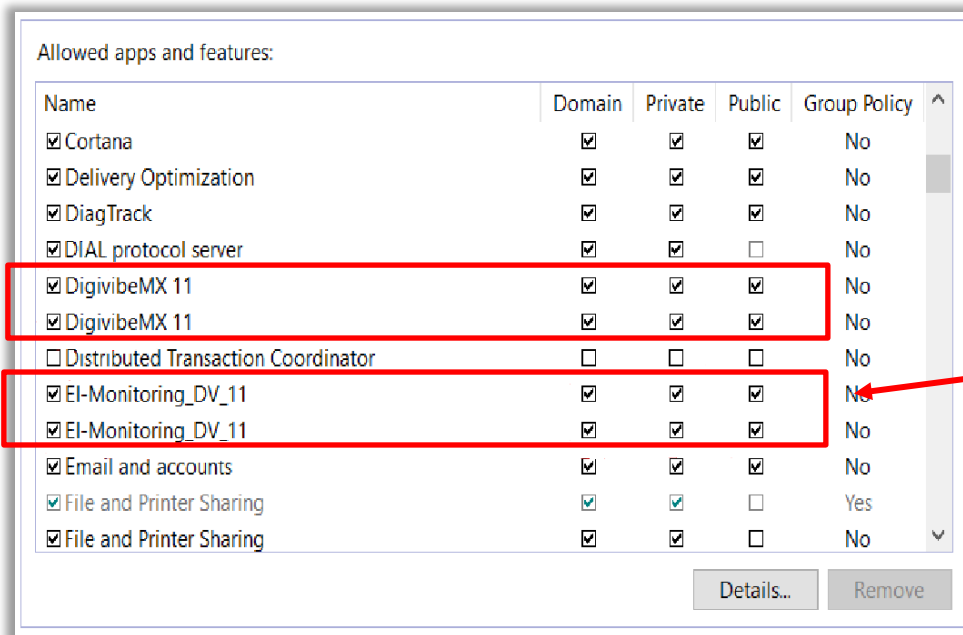 Allowed apps and features:
Name Domain Private Public Group Policy
Cortana No
Delivery Optimization No
DiagTrack No
DIAL protocol server No
DigivibeMX 11 No
DigivibeMX 11 No
Distributed Transaction Coordinator No
EI-Monitoring_DV_11 No
EI-Monitoring_DV_11 No
Email and accounts No
File and Printer Sharing Yes
File and Printer Sharing No
Details... Remove